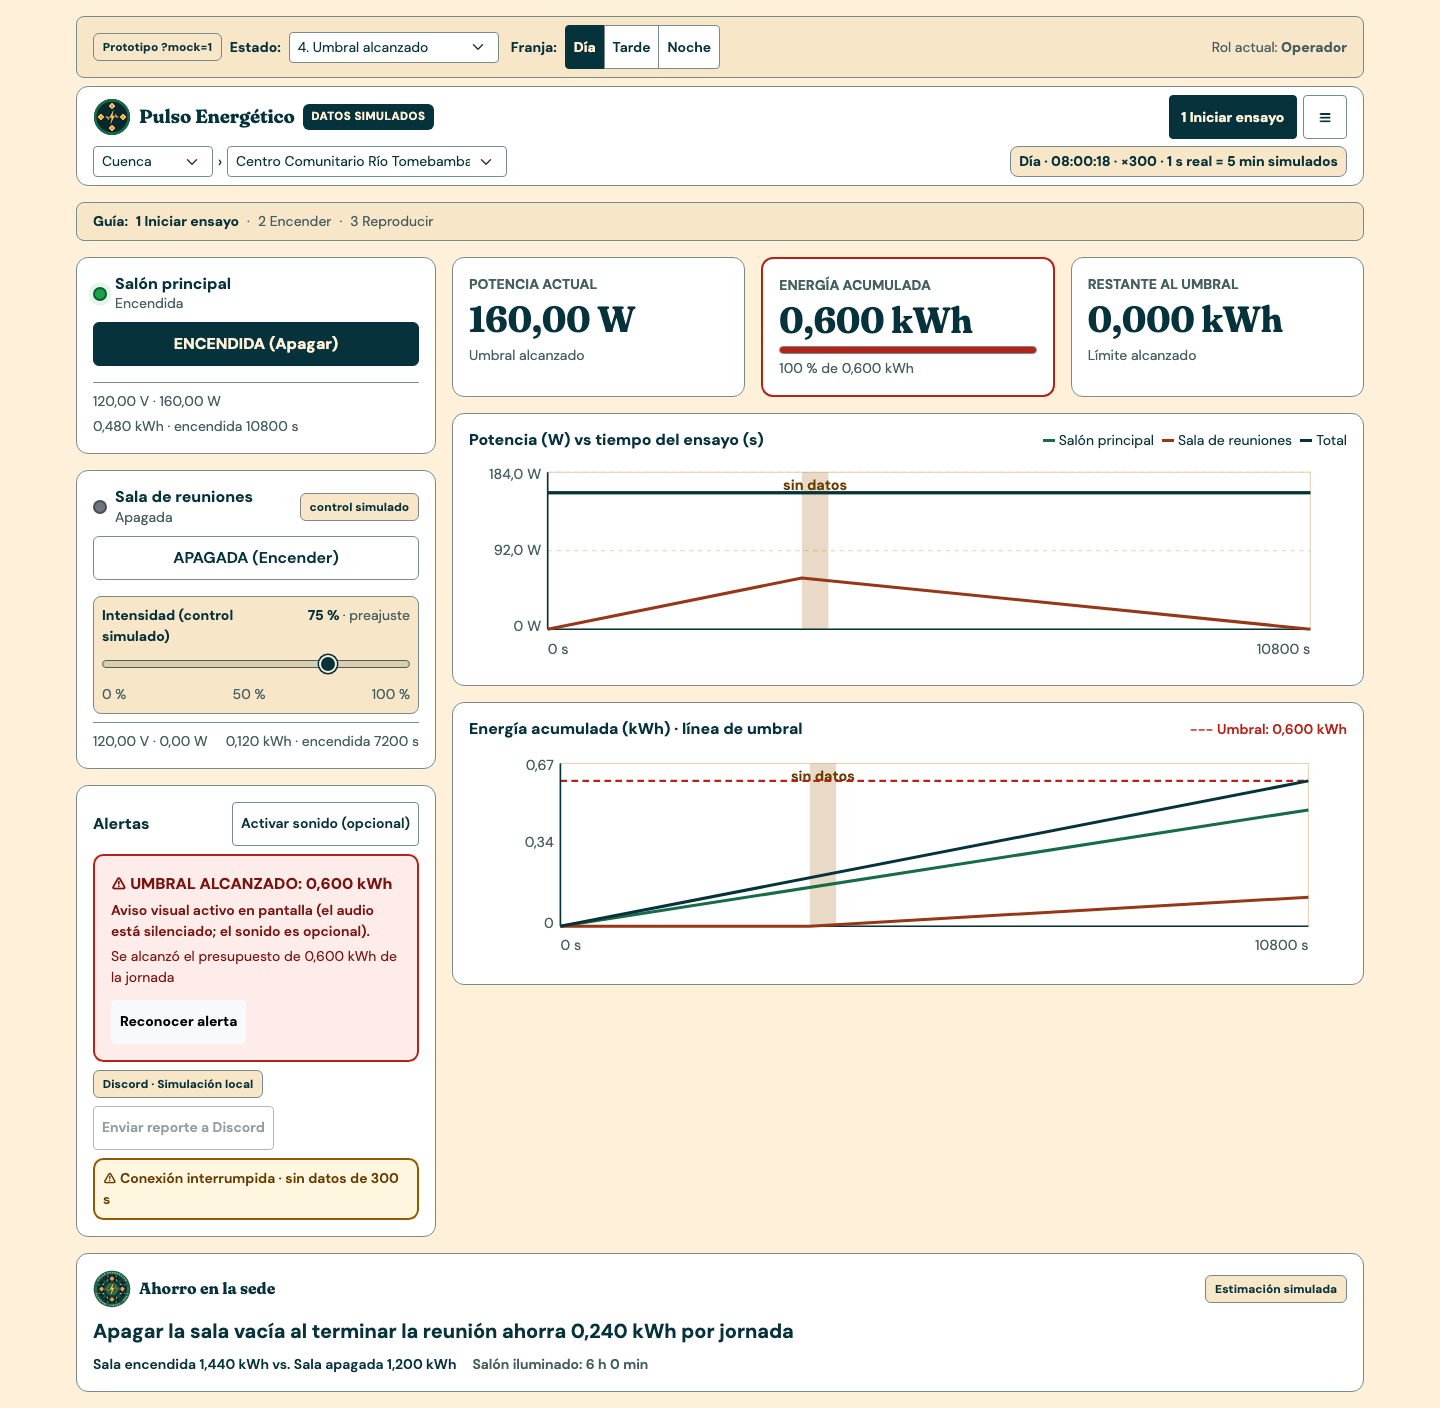 Prototipo ?mock=1 Estado: 4. Umbral alcanzado Franja: Día Tarde Noche Rol actual: Operador
Pulso Energético DATOS SIMULADOS 1 Iniciar ensayo ≡
Cuenca › Centro Comunitario Río Tomebamba Día · 08:00:18 · ×300 · 1 s real = 5 min simulados
Guía: 1 Iniciar ensayo · 2 Encender · 3 Reproducir
Salón principal
Encendida
ENCENDIDA (Apagar)
120,00 V · 160,00 W
0,480 kWh · encendida 10800 s
Sala de reuniones
Apagada
control simulado
APAGADA (Encender)
Intensidad (control simulado) 75 % · preajuste
0 % 50 % 100 %
120,00 V · 0,00 W 0,120 kWh · encendida 7200 s
Alertas Activar sonido (opcional)
⚠ UMBRAL ALCANZADO: 0,600 kWh
Aviso visual activo en pantalla (el audio
está silenciado; el sonido es opcional).
Se alcanzó el presupuesto de 0,600 kWh de
la jornada
Reconocer alerta
Discord · Simulación local
Enviar reporte a Discord
⚠ Conexión interrumpida · sin datos de 300
s
POTENCIA ACTUAL
160,00 W
Umbral alcanzado
ENERGÍA ACUMULADA
0,600 kWh
100 % de 0,600 kWh
RESTANTE AL UMBRAL
0,000 kWh
Límite alcanzado
Potencia (W) vs tiempo del ensayo (s) Salón principal Sala de reuniones Total
184,0 W
sin datos
92,0 W
0 W
0 s 10800 s
Energía acumulada (kWh) · línea de umbral --- Umbral: 0,600 kWh
0,67
sin datos
0,34
0
0 s 10800 s
Ahorro en la sede Estimación simulada
Apagar la sala vacía al terminar la reunión ahorra 0,240 kWh por jornada
Sala encendida 1,440 kWh vs. Sala apagada 1,200 kWh Salón iluminado: 6 h 0 min